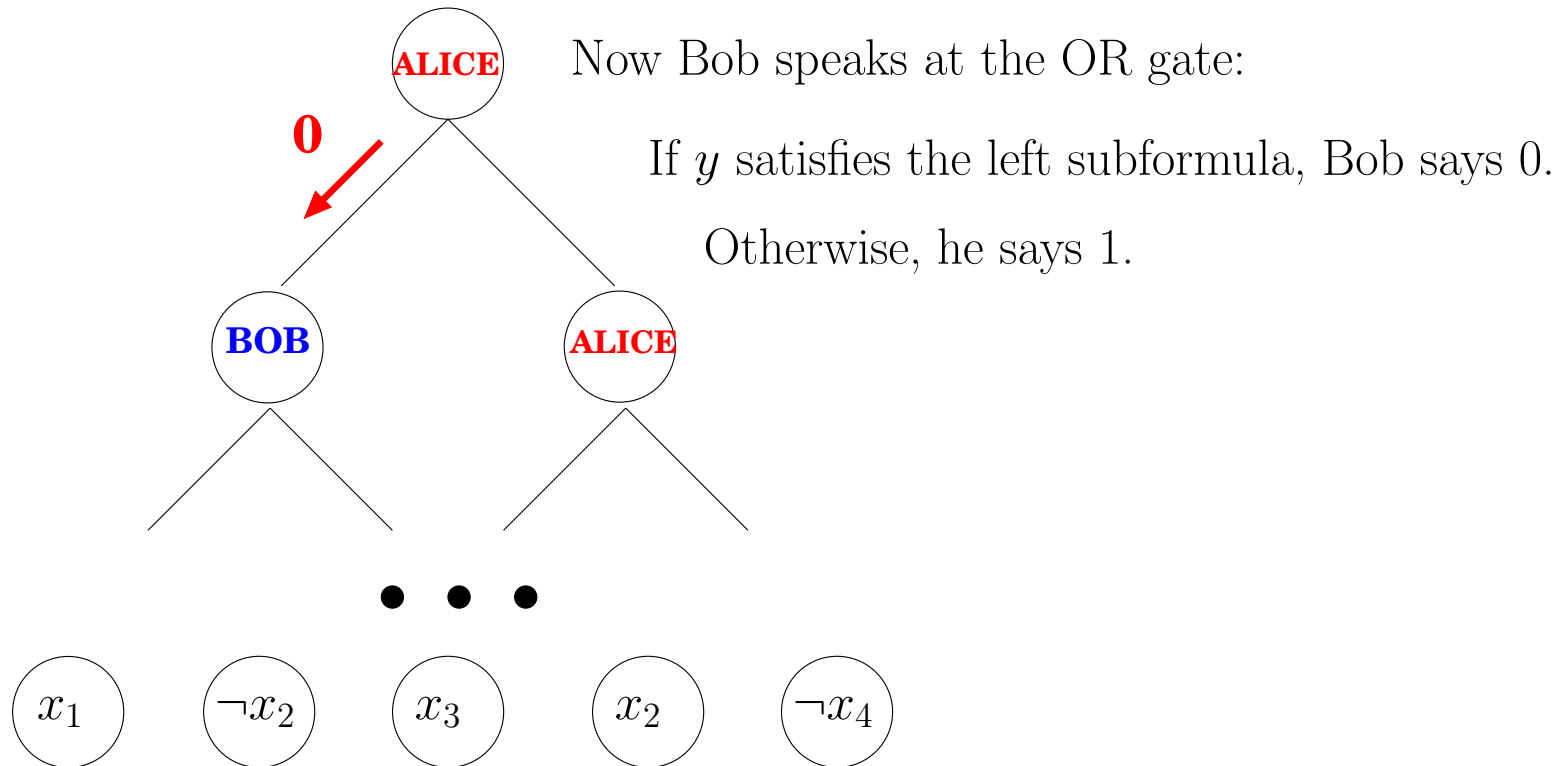 ALICE
Now Bob speaks at the OR gate:
0
If y satisfies the left subformula, Bob says 0.
Otherwise, he says 1.
BOB
ALICE
x₁
¬x₂
x₃
x₂
¬x₄